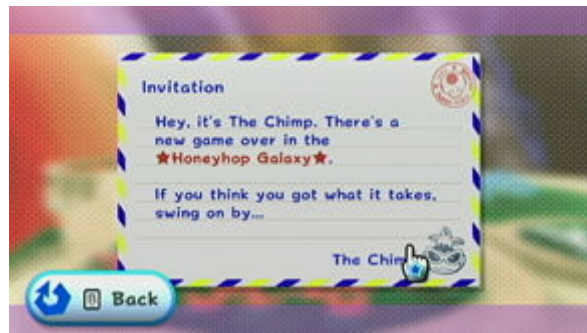 Invitation
Hey, it's The Chimp. There's a
new game over in the
★Honeyhop Galaxy★.
If you think you got what it takes,
swing on by...
The
Back